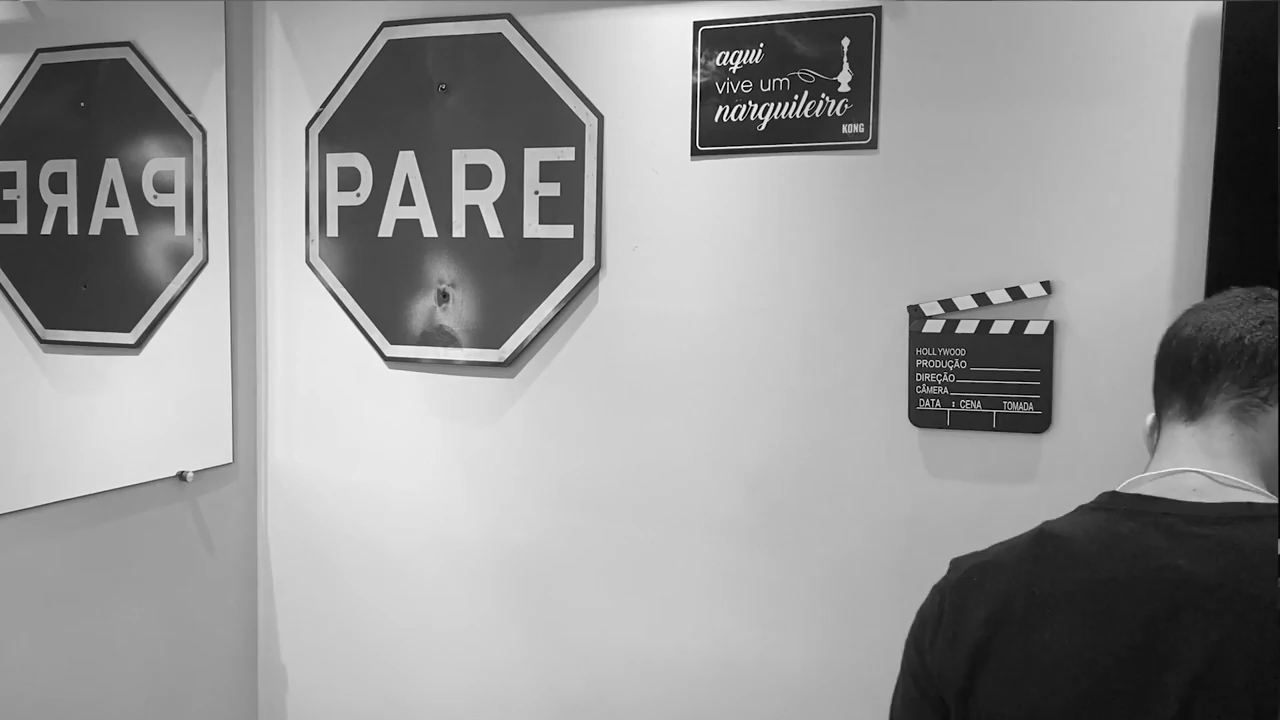 PARE
PARE
aqui
vive um
narguileiro
KONG
HOLLYWOOD
PRODUÇÃO
DIREÇÃO
CÂMERA
DATA : CENA TOMADA